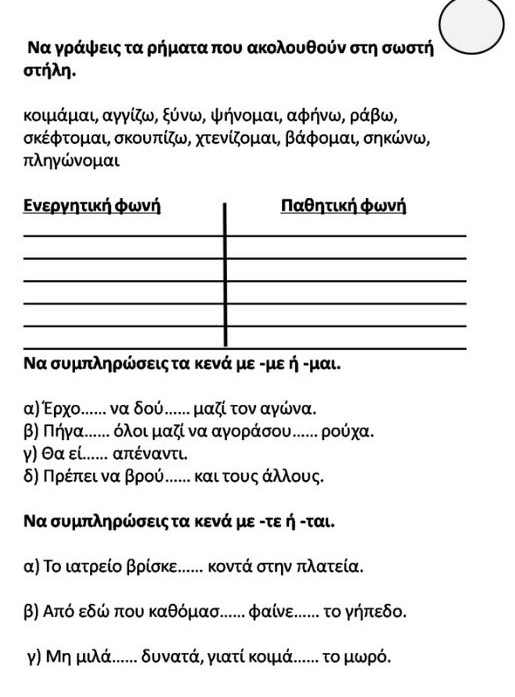 Να γράψεις τα ρήματα που ακολουθούν στη σωστή
στήλη.
κοιμάμαι, αγγίζω, ξύνω, ψήνομαι, αφήνω, ράβω,
σκέφτομαι, σκουπίζω, χτενίζομαι, βάφομαι, σηκώνω,
πληγώνομαι
Ενεργητική φωνή Παθητική φωνή
Να συμπληρώσεις τα κενά με -με ή -μαι.
α) Έρχο...... να δού...... μαζί τον αγώνα.
β) Πήγα...... όλοι μαζί να αγοράσου...... ρούχα.
γ) Θα εί...... απέναντι.
δ) Πρέπει να βρού...... και τους άλλους.
Να συμπληρώσεις τα κενά με -τε ή -ται.
α) Το ιατρείο βρίσκε...... κοντά στην πλατεία.
β) Από εδώ που καθόμασ...... φαίνε...... το γήπεδο.
γ) Μη μιλά...... δυνατά, γιατί κοιμά...... το μωρό.